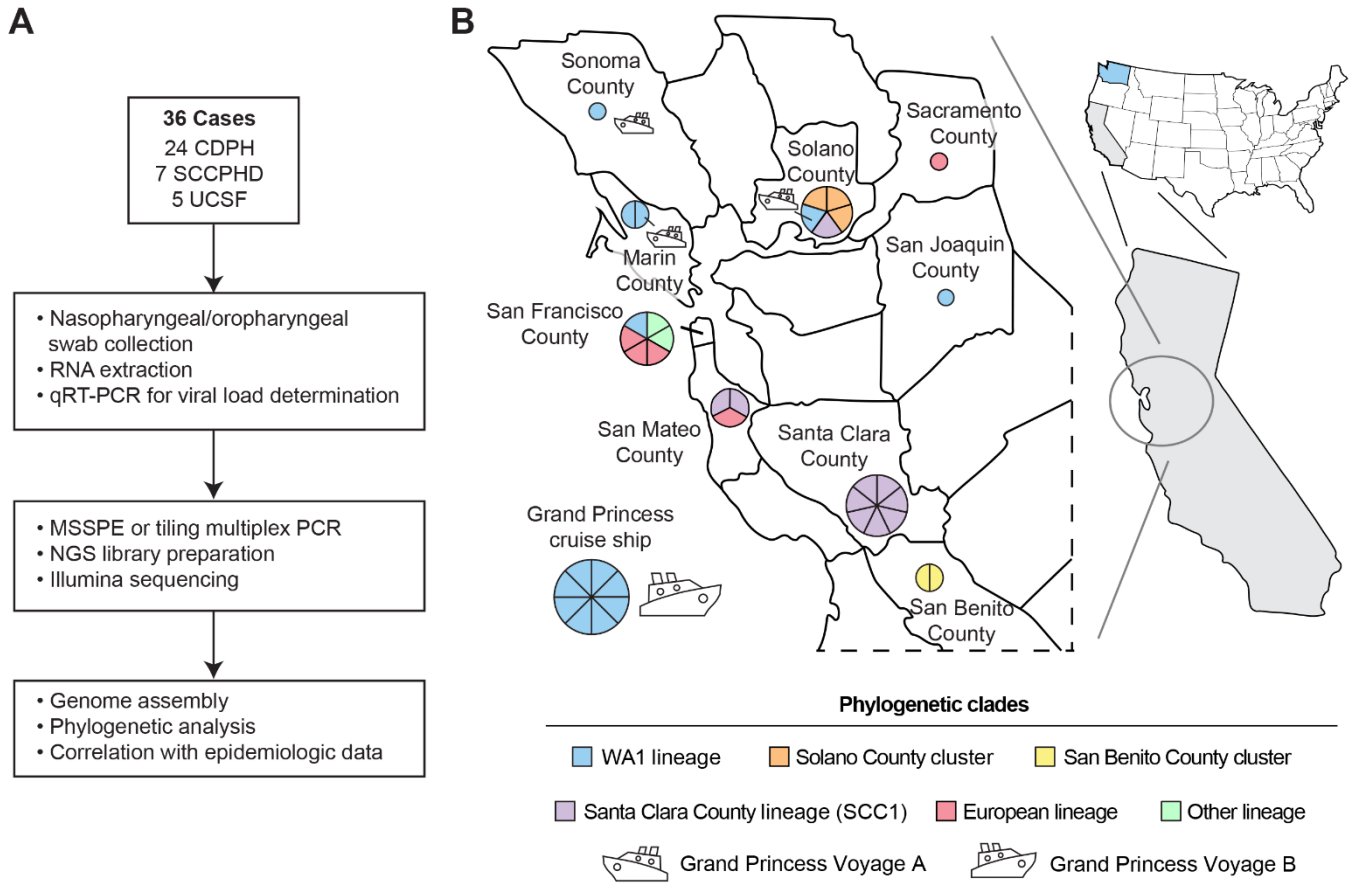 A
36 Cases
24 CDPH
7 SCCPHD
5 UCSF
• Nasopharyngeal/oropharyngeal
swab collection
• RNA extraction
• qRT-PCR for viral load determination
• MSSPE or tiling multiplex PCR
• NGS library preparation
• Illumina sequencing
• Genome assembly
• Phylogenetic analysis
• Correlation with epidemiologic data
B
Sonoma
County
Sacramento
County
Solano
County
Marin
County
San Joaquin
County
San Francisco
County
San Mateo
County
Santa Clara
County
Grand Princess
cruise ship
San Benito
County
Phylogenetic clades
WA1 lineage
Solano County cluster
San Benito County cluster
Santa Clara County lineage (SCC1)
European lineage
Other lineage
Grand Princess Voyage A
Grand Princess Voyage B